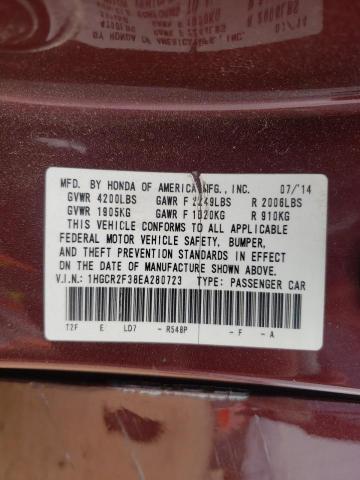 MFD. BY HONDA OF AMERICA MFG., INC. 07/'14
GVWR 4200LBS GAWR F 2249LBS R 2006LBS
GVWR 1905KG GAWR F 1020KG R 910KG
THIS VEHICLE CONFORMS TO ALL APPLICABLE
FEDERAL MOTOR VEHICLE SAFETY, BUMPER,
AND THEFT PREVENTION STANDARDS IN EFFECT ON
THE DATE OF MANUFACTURE SHOWN ABOVE.
V.I.N.: 1HGCR2F38EA280723 TYPE: PASSENGER CAR
T2F E LD7 - R548P - F - A